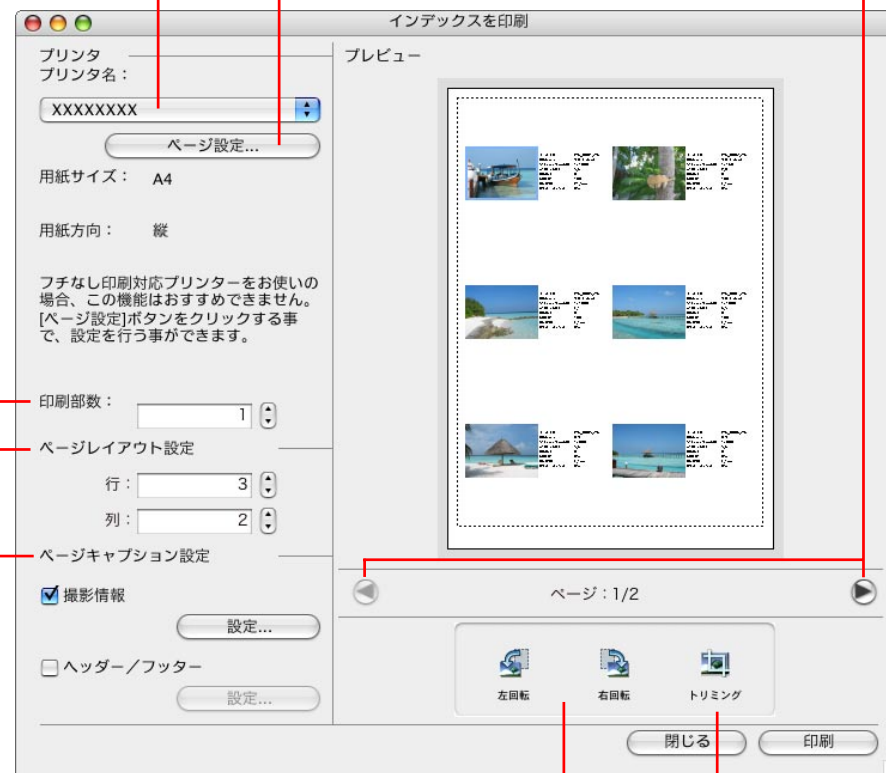 インデックスを印刷
プリンタ
プリンタ名：
XXXXXXXX
ページ設定...
用紙サイズ： A4
用紙方向： 縦
フチなし印刷対応プリンターをお使いの
場合、この機能はおすすめできません。
[ページ設定]ボタンをクリックする事
で、設定を行う事ができます。
印刷部数： 1
ページレイアウト設定
行： 3
列： 2
ページキャプション設定
撮影情報
設定...
ヘッダー／フッター
設定...
プレビュー
ページ：1/2
左回転
右回転
トリミング
閉じる
印刷